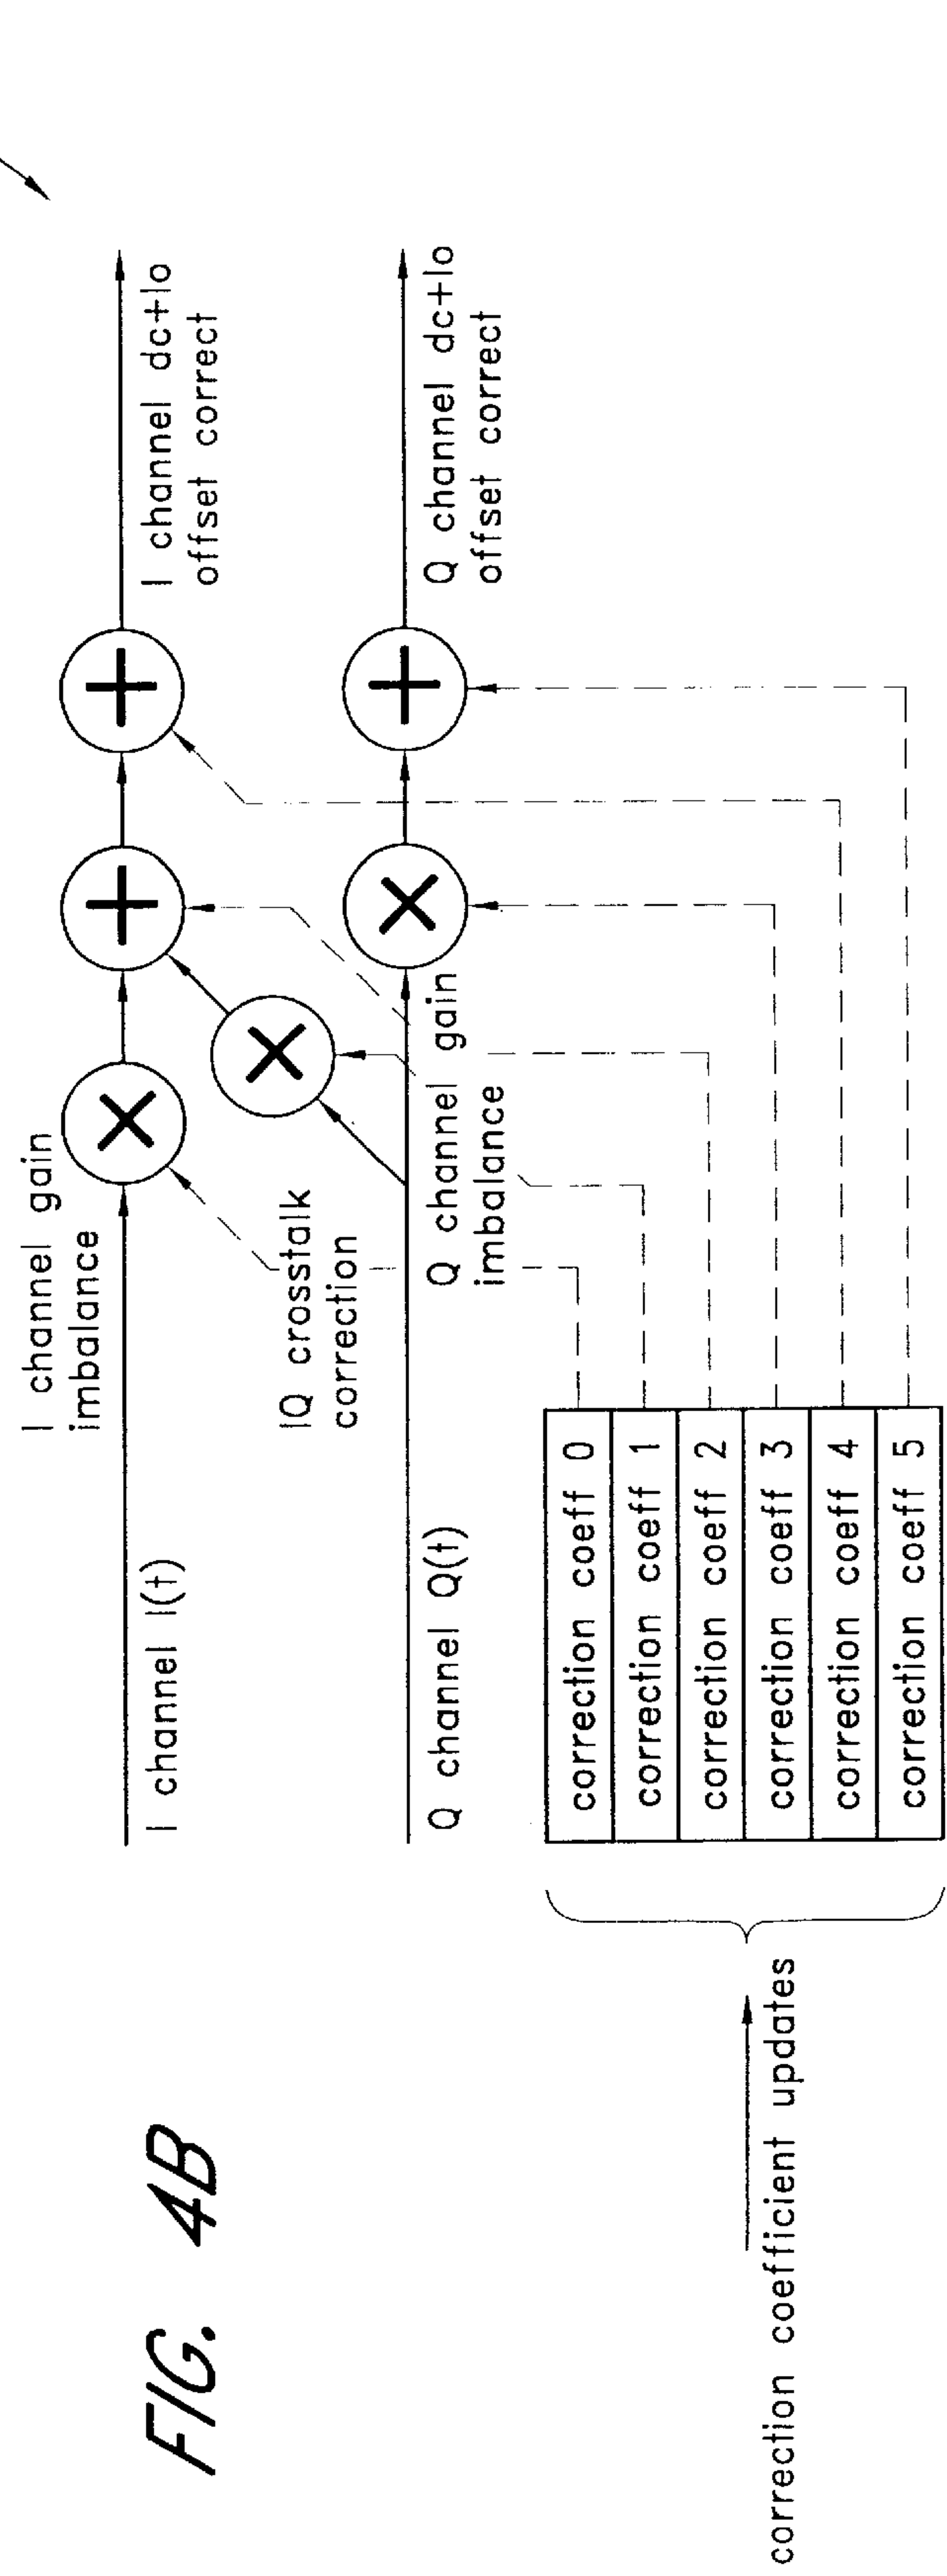 FIG. 4B
I channel gain
imbalance
I channel I(t)
IQ crosstalk
correction
I channel dc+lo
offset correct
Q channel Q(t)
Q channel gain
imbalance
Q channel dc+lo
offset correct
correction coeff 0
correction coeff 1
correction coeff 2
correction coeff 3
correction coeff 4
correction coeff 5
correction coefficient updates